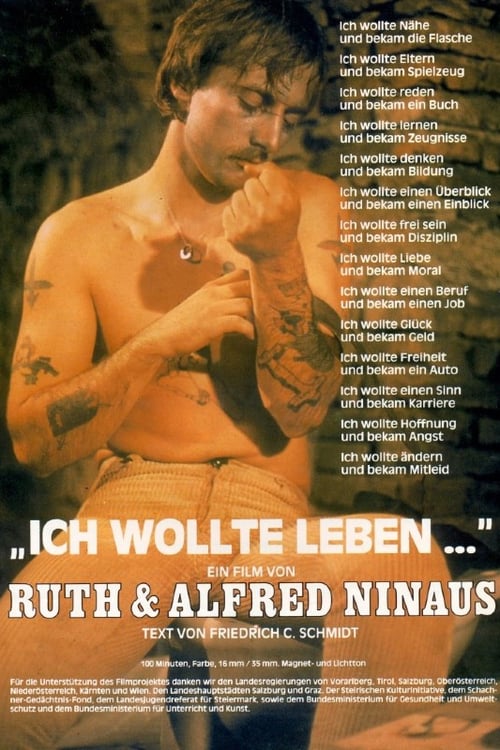 Ich wollte Nähe
und bekam die Flasche
Ich wollte Eltern
und bekam Spielzeug
Ich wollte reden
und bekam ein Buch
Ich wollte lernen
und bekam Zeugnisse
Ich wollte denken
und bekam Bildung
Ich wollte einen Überblick
und bekam einen Einblick
Ich wollte frei sein
und bekam Disziplin
Ich wollte Liebe
und bekam Moral
Ich wollte einen Beruf
und bekam einen Job
Ich wollte Glück
und bekam Geld
Ich wollte Freiheit
und bekam ein Auto
Ich wollte einen Sinn
und bekam Karriere
Ich wollte Hoffnung
und bekam Angst
Ich wollte ändern
und bekam Mitleid
„ICH WOLLTE LEBEN ..."
EIN FILM VON
RUTH & ALFRED NINAUS
TEXT VON FRIEDRICH C. SCHMIDT
100 Minuten, Farbe, 16 mm / 35 mm. Magnet- und Lichtton
Für die Unterstützung des Filmprojektes danken wir den Landesregierungen von Vorarlberg, Tirol, Salzburg, Oberösterreich,
Niederösterreich, Kärnten und Wien. Den Landeshauptstädten Salzburg und Graz. Der Steirischen Kulturinitiative, dem Schach-
ner-Gedächtnis-Fond, dem Landesjugendreferat für Steiermark, sowie dem Bundesministerium für Gesundheit und Umwelt-
schutz und dem Bundesministerium für Unterricht und Kunst.